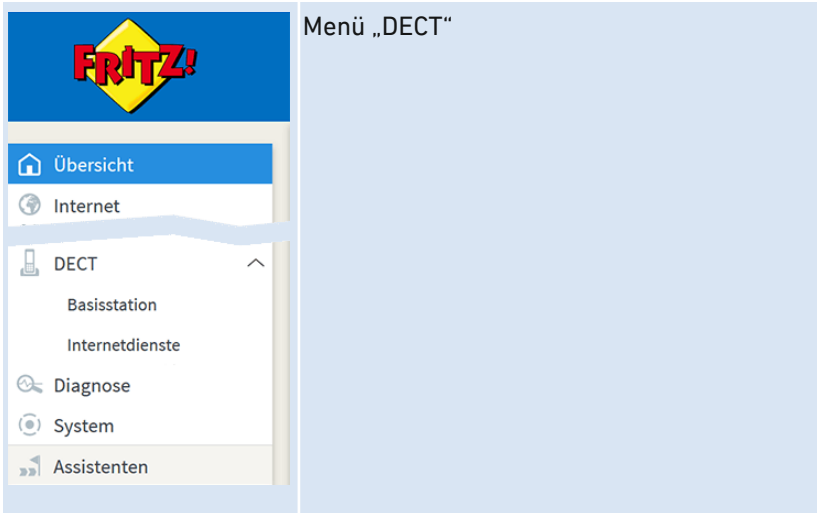 FRITZ!
Menü „DECT“
Übersicht
Internet
DECT
Basisstation
Internetdienste
Diagnose
System
Assistenten